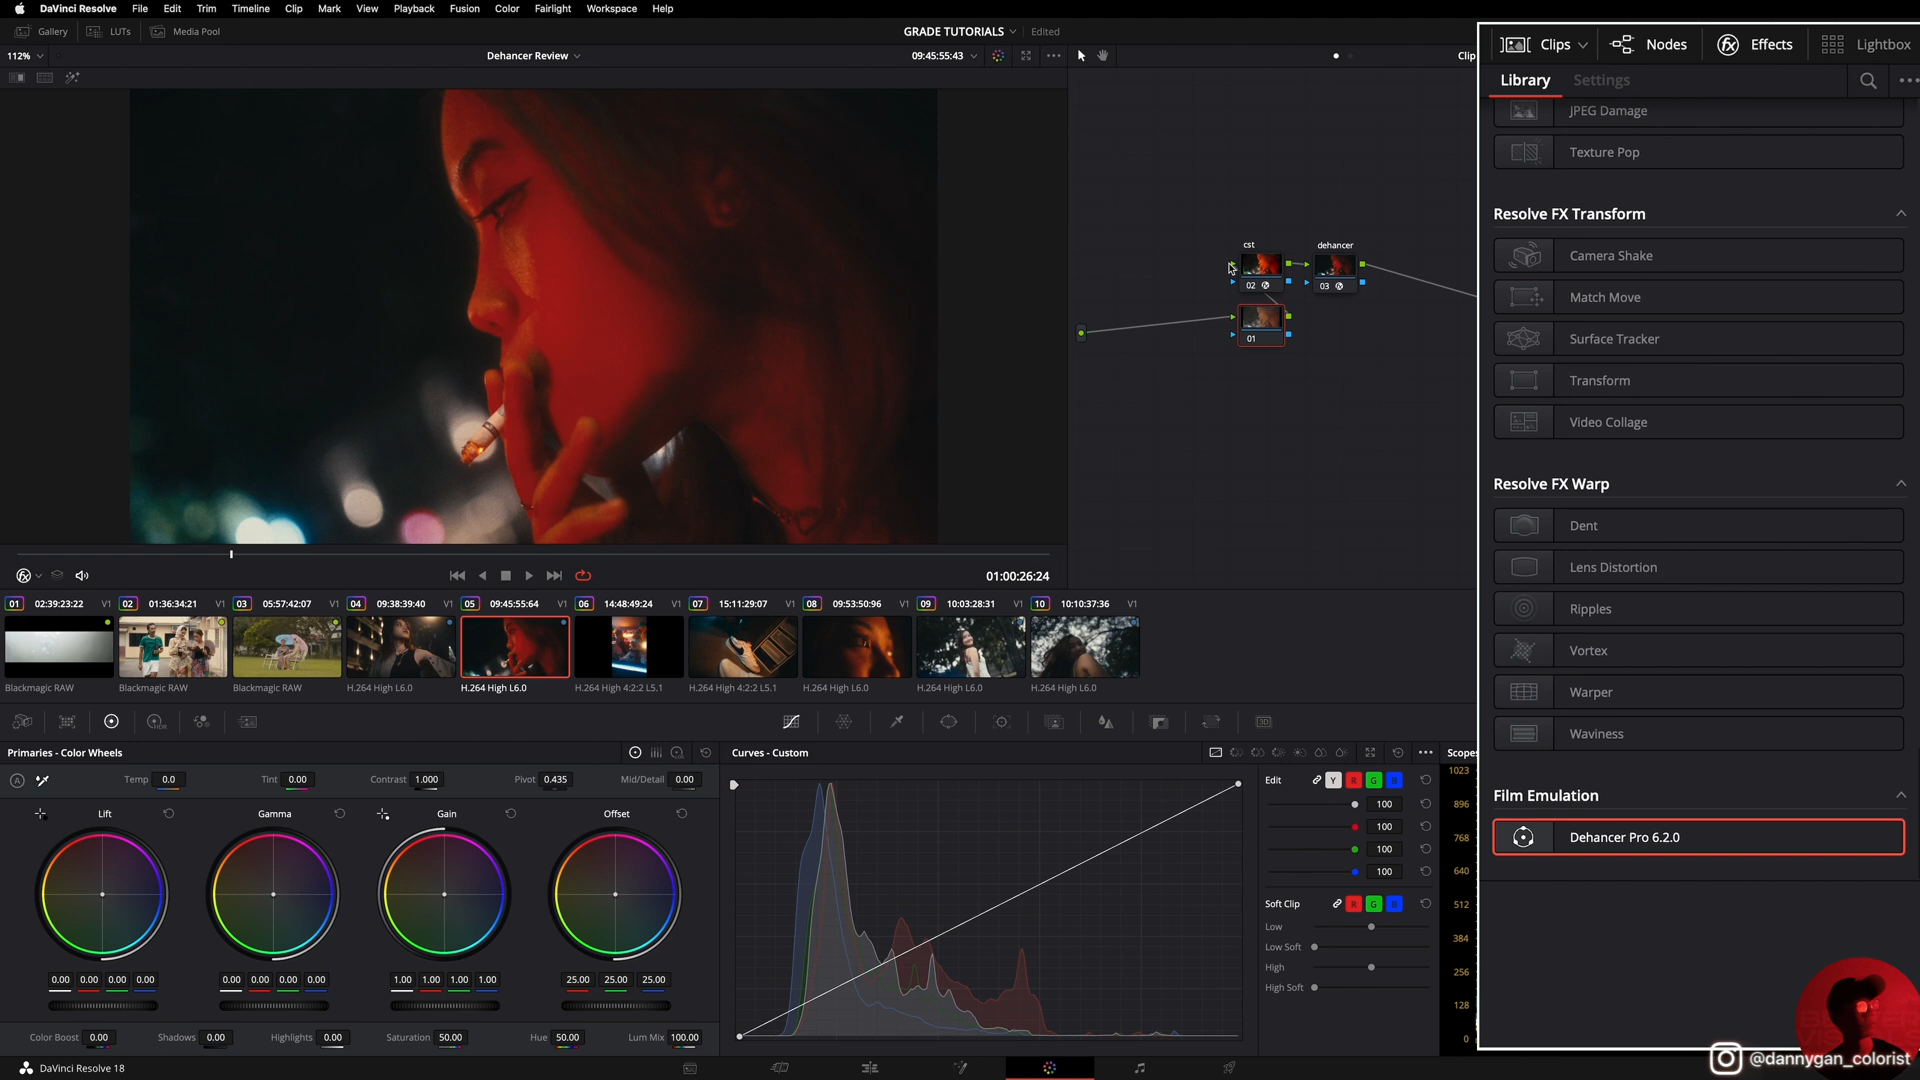 DaVinci Resolve File Edit Trim Timeline Clip Mark View Playback Fusion Color Fairlight Workspace Help
Gallery LUTs Media Pool GRADE TUTORIALS Edited
Clips Nodes Effects Lightbox
112% Dehancer Review 09:45:55:43 Clip
Library Settings
JPEG Damage
Texture Pop
Resolve FX Transform
Camera Shake
Match Move
Surface Tracker
Transform
Video Collage
Resolve FX Warp
Dent
Lens Distortion
Ripples
Vortex
Warper
Waviness
Film Emulation
Dehancer Pro 6.2.0
cst dehancer
02 03
01
01:00:26:24
01 02:39:23:22 V1 02 01:36:34:21 V1 03 05:57:42:07 V1 04 09:38:39:40 V1 05 09:45:55:64 V1 06 14:48:49:24 V1 07 15:11:29:07 V1 08 09:53:50:96 V1 09 10:03:28:31 V1 10 10:10:37:36 V1
Blackmagic RAW Blackmagic RAW Blackmagic RAW H.264 High L6.0 H.264 High L6.0 H.264 High 4:2:2 L5.1 H.264 High 4:2:2 L5.1 H.264 High L6.0 H.264 High L6.0 H.264 High L6.0
HDR
3D
Primaries - Color Wheels Curves - Custom Scopes
A Temp 0.0 Tint 0.00 Contrast 1.000 Pivot 0.435 Mid/Detail 0.00
Lift Gamma Gain Offset
0.00 0.00 0.00 0.00 0.00 0.00 0.00 0.00 1.00 1.00 1.00 1.00 25.00 25.00 25.00
Color Boost 0.00 Shadows 0.00 Highlights 0.00 Saturation 50.00 Hue 50.00 Lum Mix 100.00
Edit Y R G B
100
100
100
100
Soft Clip R G B
Low
Low Soft
High
High Soft
1023
896
768
640
512
384
256
128
0
DaVinci Resolve 18
@dannygan_colorist